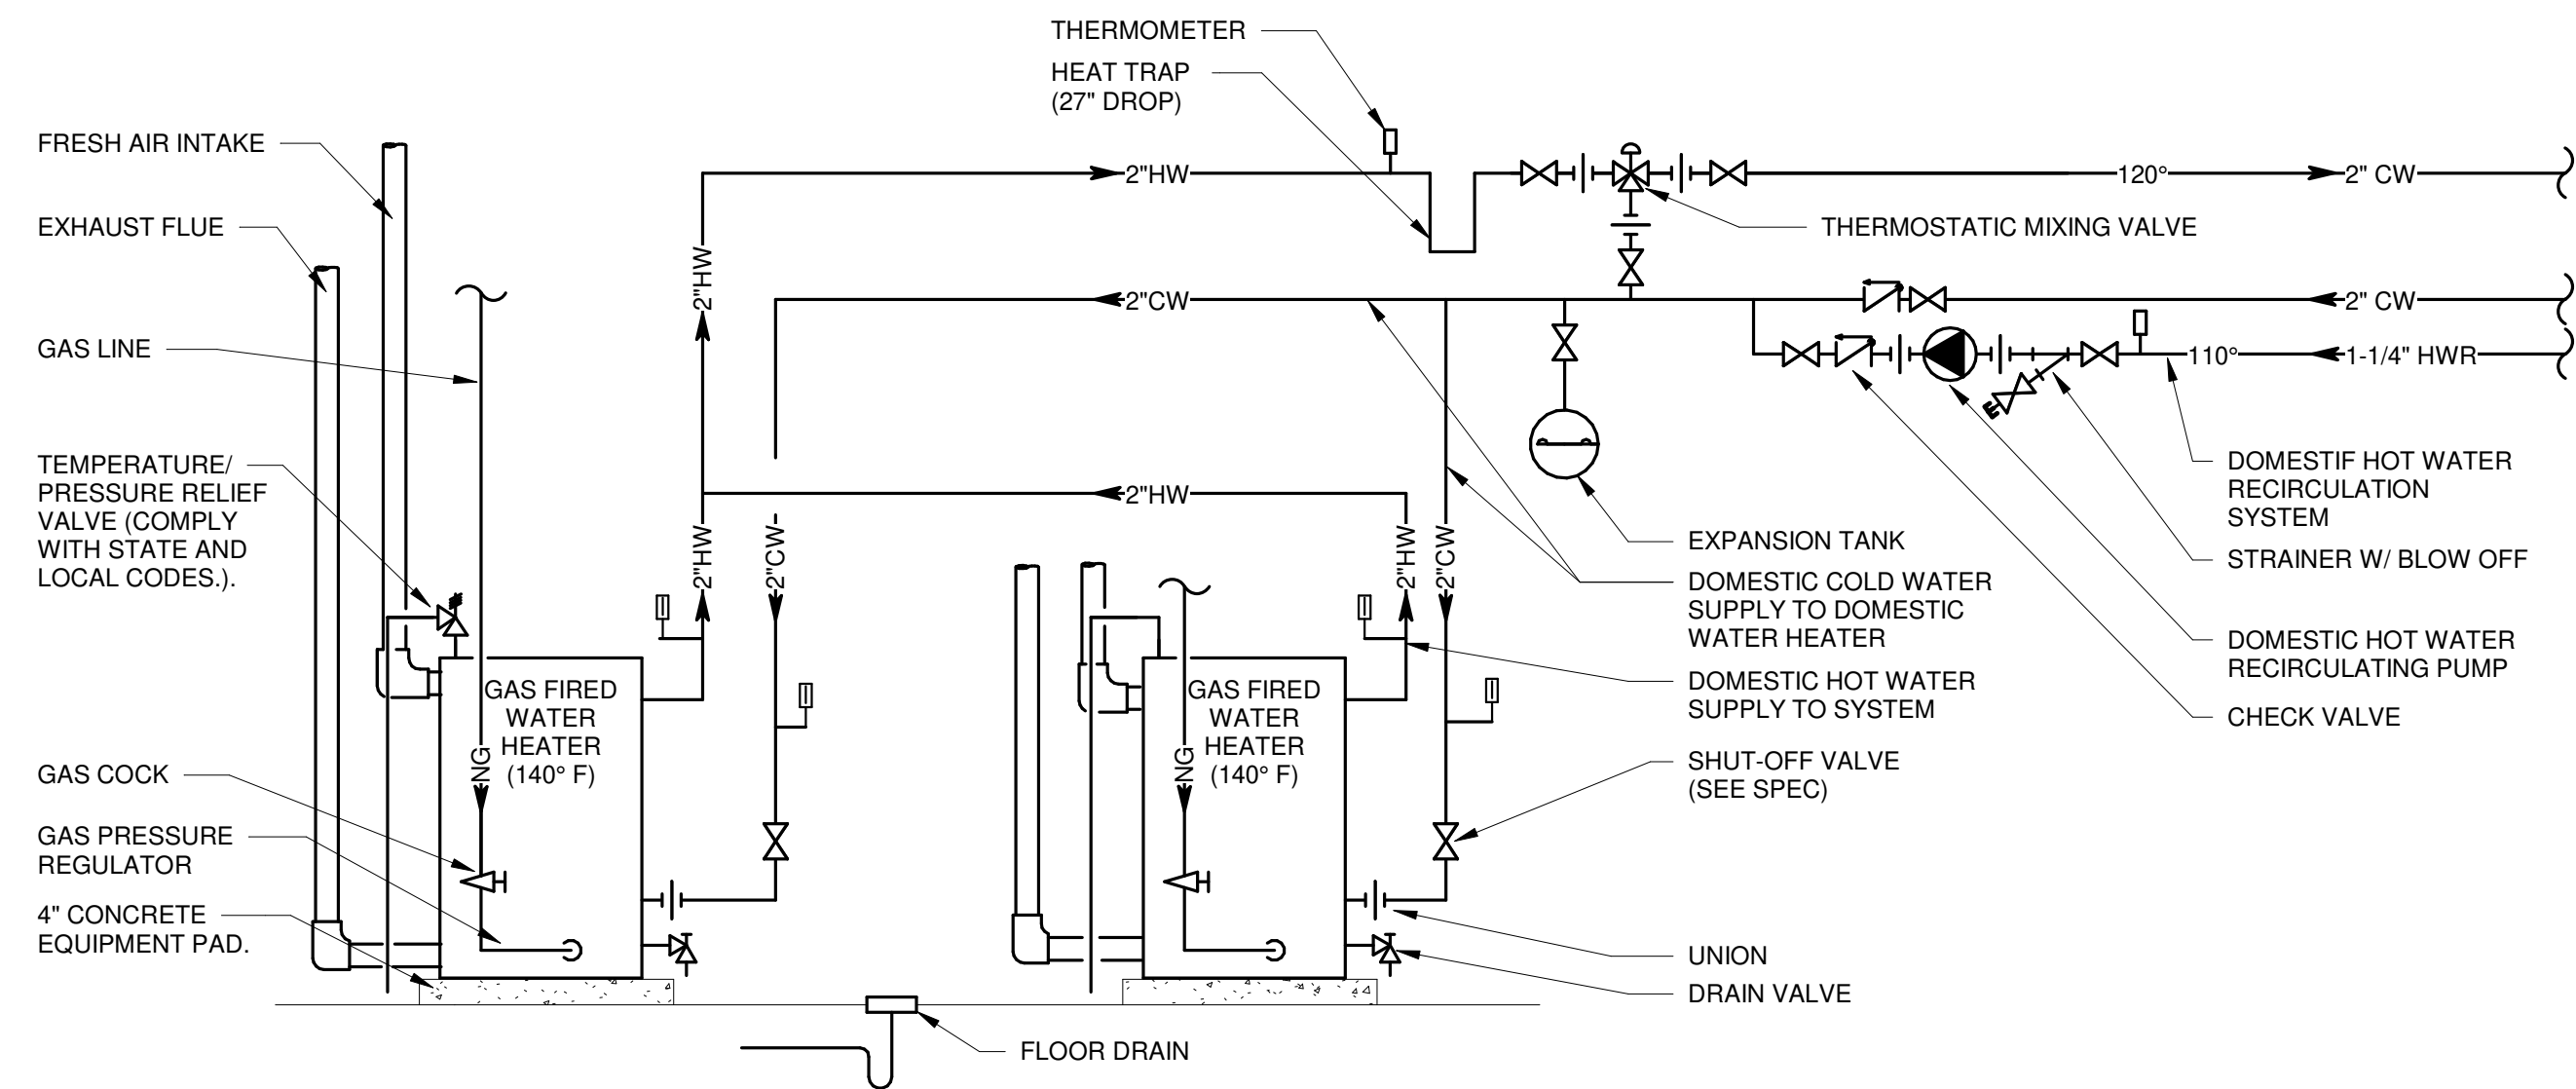 THERMOMETER
HEAT TRAP
(27" DROP)
FRESH AIR INTAKE
EXHAUST FLUE
GAS LINE
TEMPERATURE/
PRESSURE RELIEF
VALVE (COMPLY
WITH STATE AND
LOCAL CODES.).
GAS COCK
GAS PRESSURE
REGULATOR
4" CONCRETE
EQUIPMENT PAD.
2"HW
120°
2" CW
THERMOSTATIC MIXING VALVE
2"HW
2"CW
2" CW
110°
1-1/4" HWR
2"HW
2"HW
2"CW
2"HW
2"CW
GAS FIRED
WATER
HEATER
(140° F)
NG
GAS FIRED
WATER
HEATER
(140° F)
NG
EXPANSION TANK
DOMESTIC COLD WATER
SUPPLY TO DOMESTIC
WATER HEATER
DOMESTIC HOT WATER
SUPPLY TO SYSTEM
SHUT-OFF VALVE
(SEE SPEC)
UNION
DRAIN VALVE
DOMESTIF HOT WATER
RECIRCULATION
SYSTEM
STRAINER W/ BLOW OFF
DOMESTIC HOT WATER
RECIRCULATING PUMP
CHECK VALVE
FLOOR DRAIN